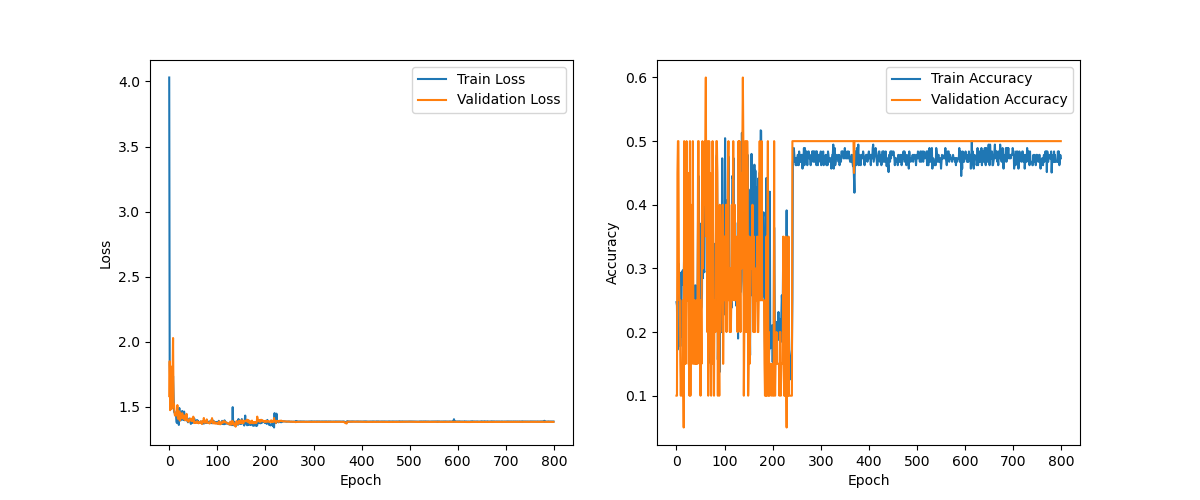 Train Loss
Validation Loss
4.0
3.5
3.0
2.5
2.0
1.5
Loss
0 100 200 300 400 500 600 700 800
Epoch
Train Accuracy
Validation Accuracy
0.6
0.5
0.4
0.3
0.2
0.1
Accuracy
0 100 200 300 400 500 600 700 800
Epoch